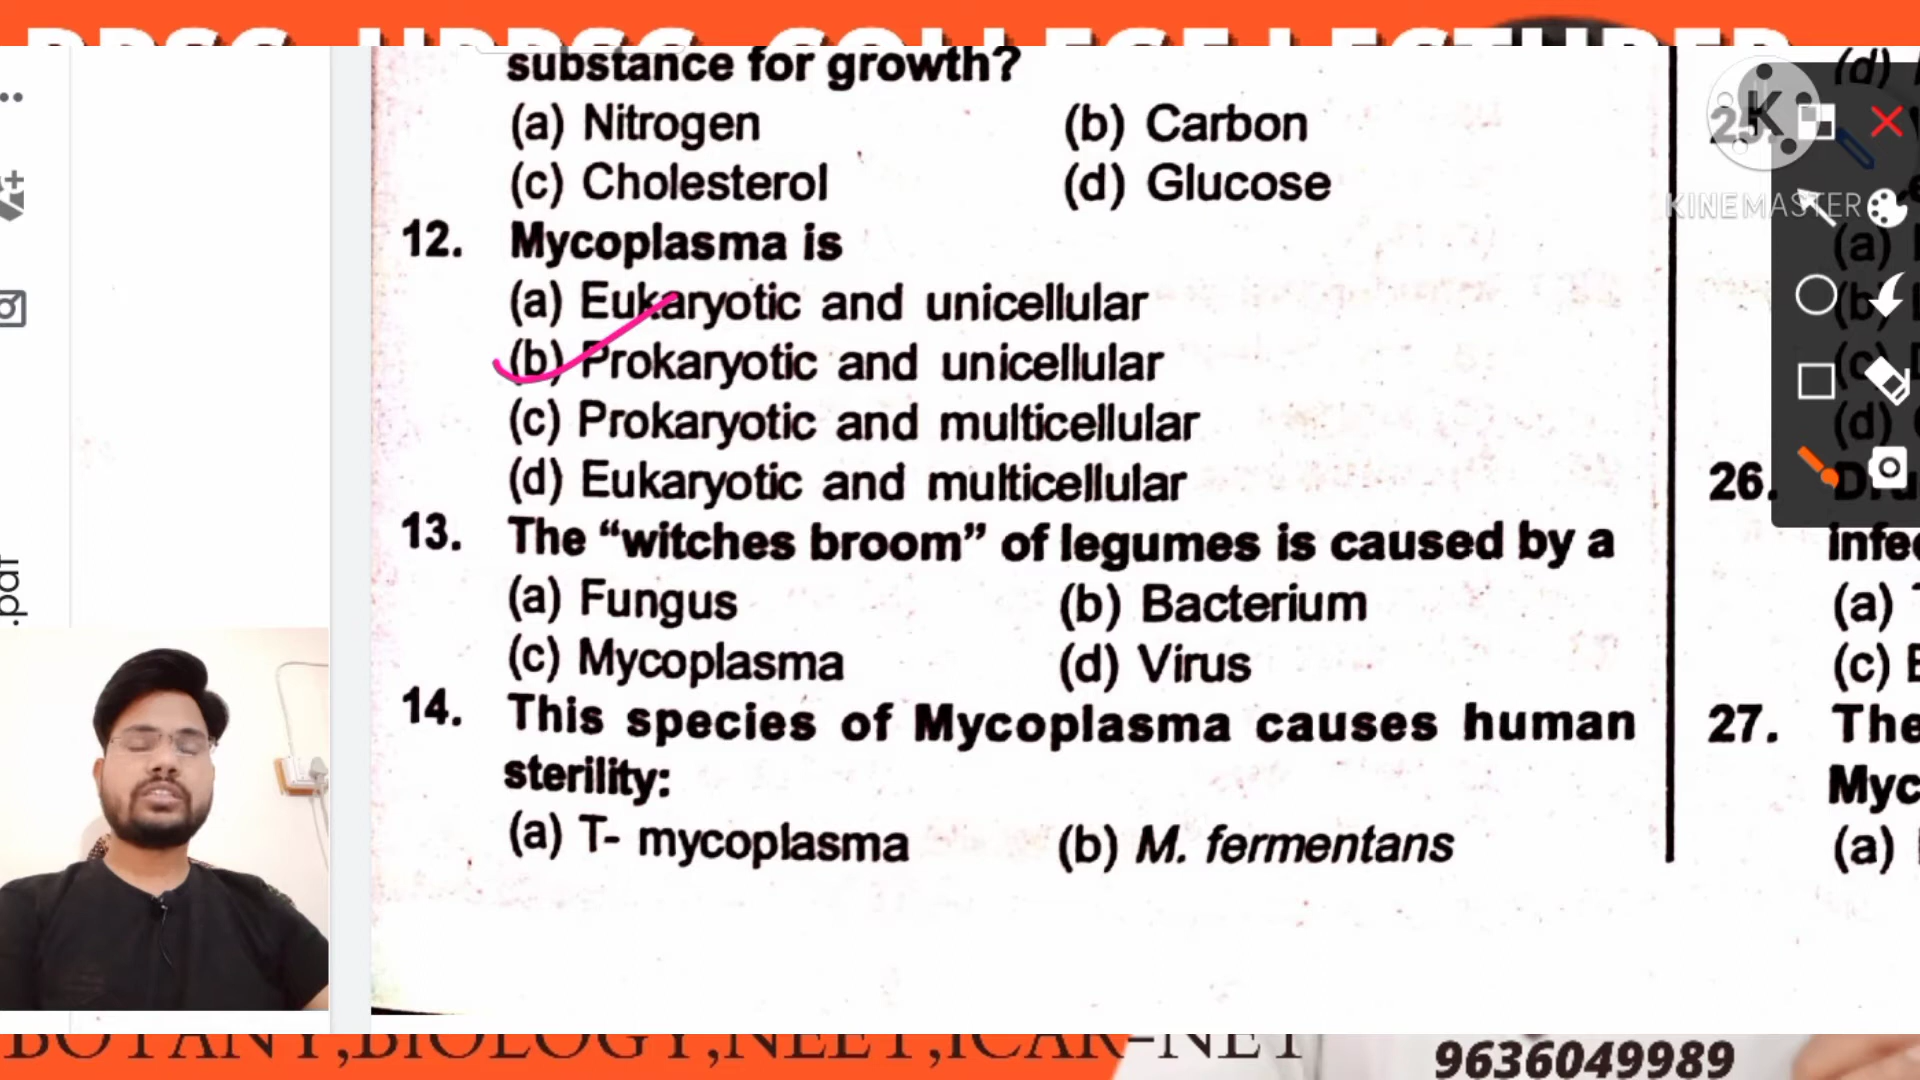 substance for growth?
(a) Nitrogen (b) Carbon
(c) Cholesterol (d) Glucose
12. Mycoplasma is
(a) Eukaryotic and unicellular
(b) Prokaryotic and unicellular
(c) Prokaryotic and multicellular
(d) Eukaryotic and multicellular
13. The “witches broom” of legumes is caused by a
(a) Fungus (b) Bacterium
(c) Mycoplasma (d) Virus
14. This species of Mycoplasma causes human
sterility:
(a) T- mycoplasma (b) M. fermentans
(d)
25.
K
KINEMASTER
(a)
(b)
(c)
(d)
26.
(a)
(c)
27. The
(a)
.pdf
BOTANY,BIOLOGY,NEET,ICAR-NET
9636049989